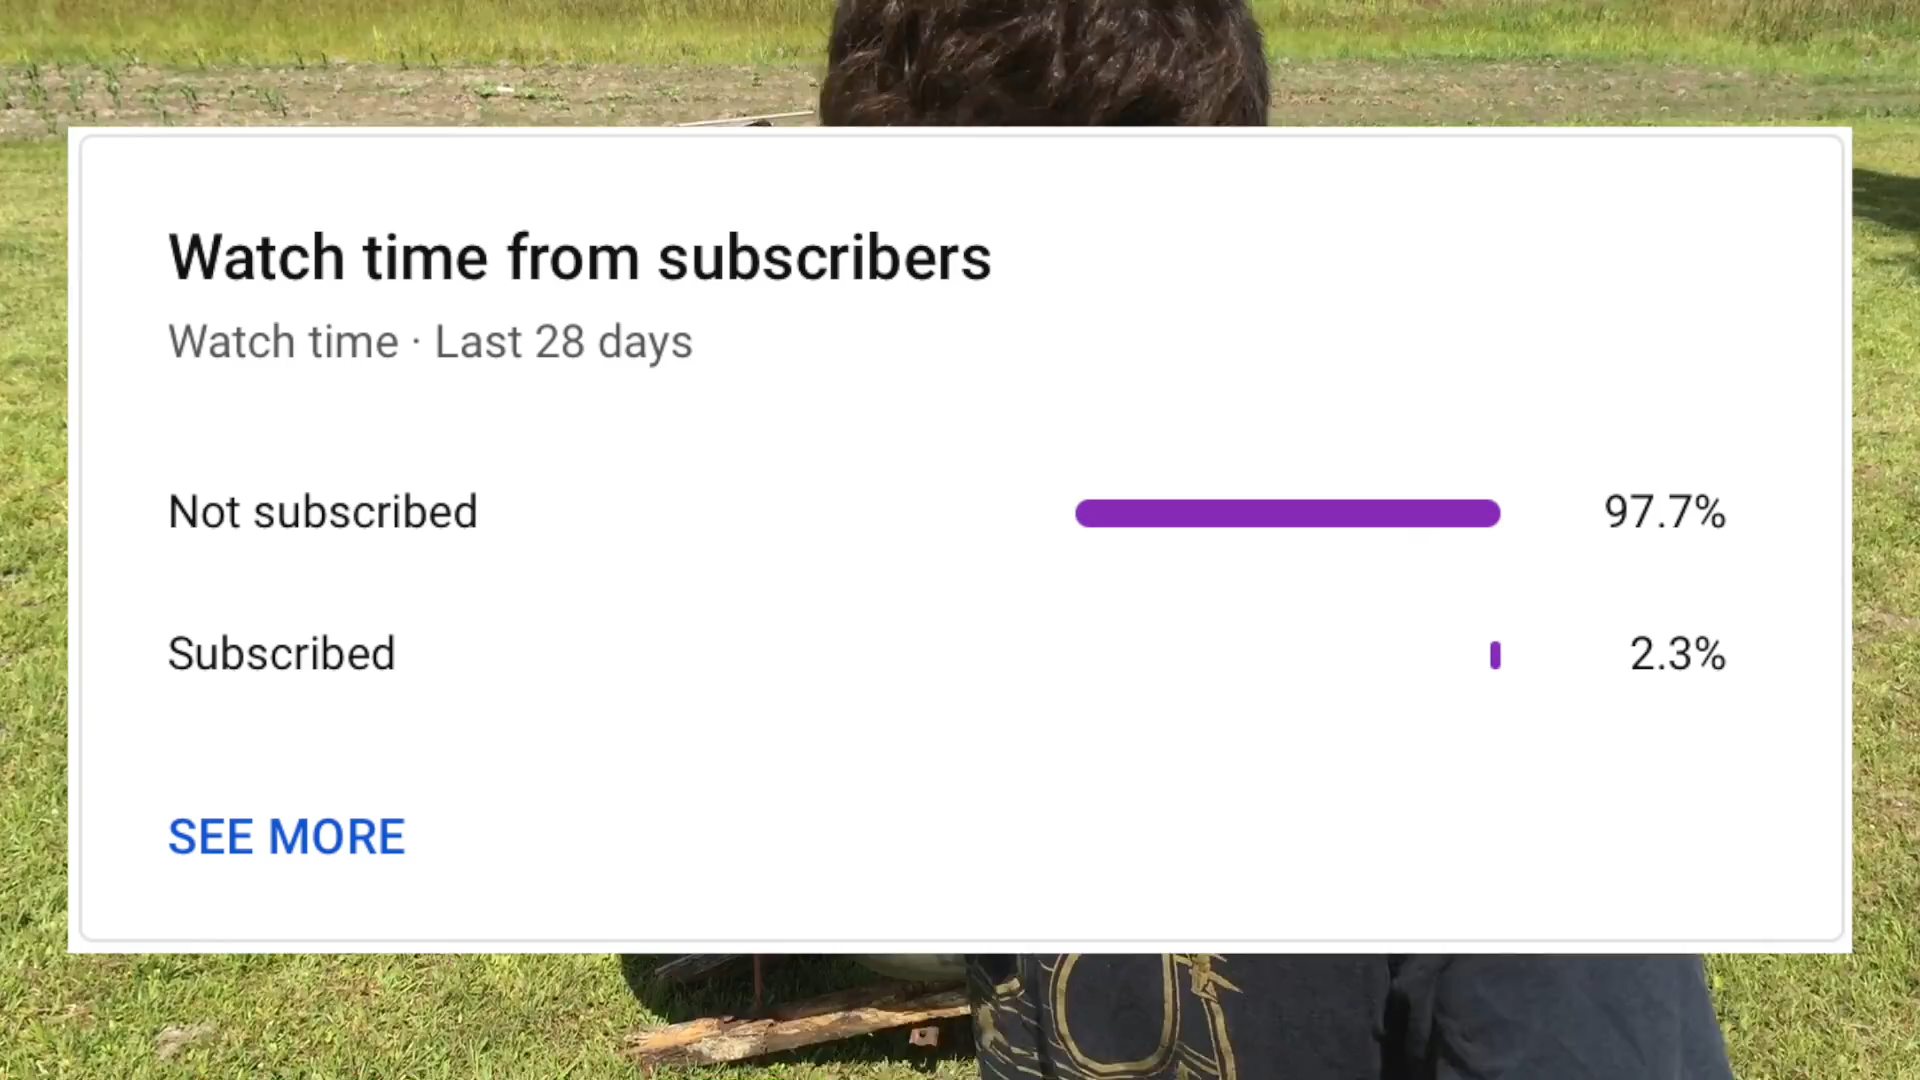 Watch time from subscribers
Watch time · Last 28 days
Not subscribed 97.7%
Subscribed 2.3%
SEE MORE